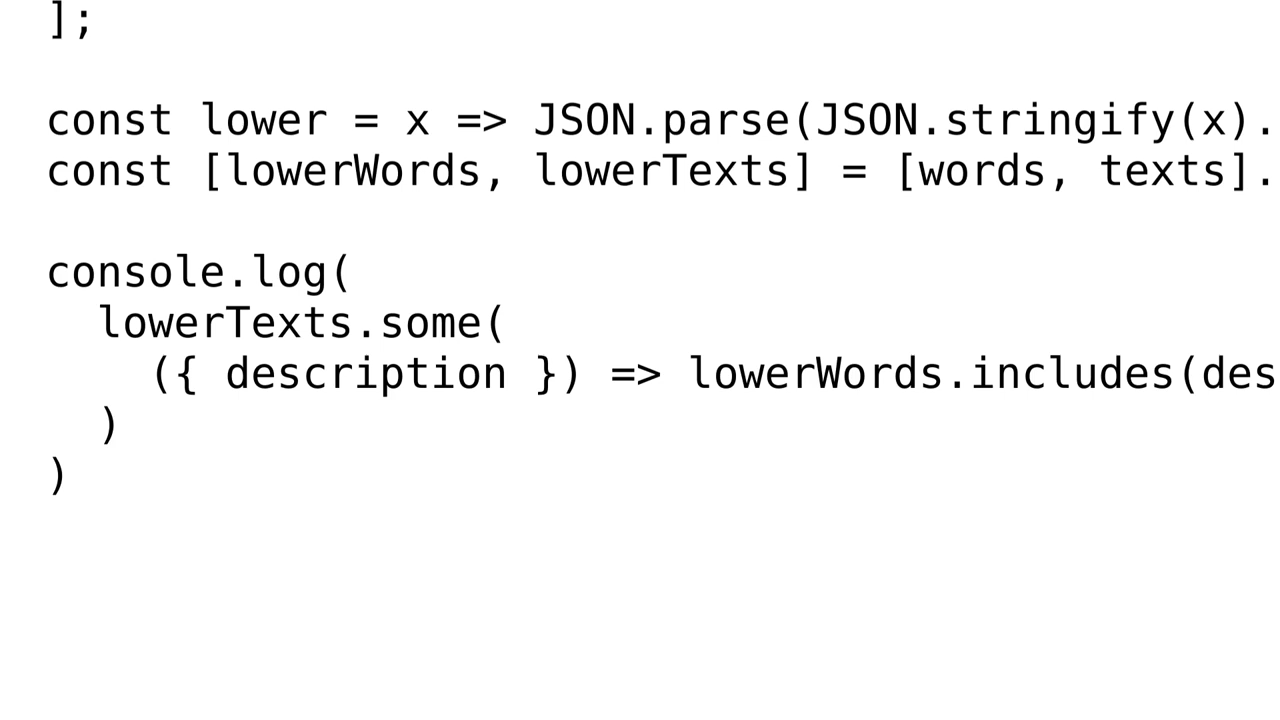 ];
const lower = x => JSON.parse(JSON.stringify(x).
const [lowerWords, lowerTexts] = [words, texts].
console.log(
  lowerTexts.some(
    ({ description }) => lowerWords.includes(des
  )
)